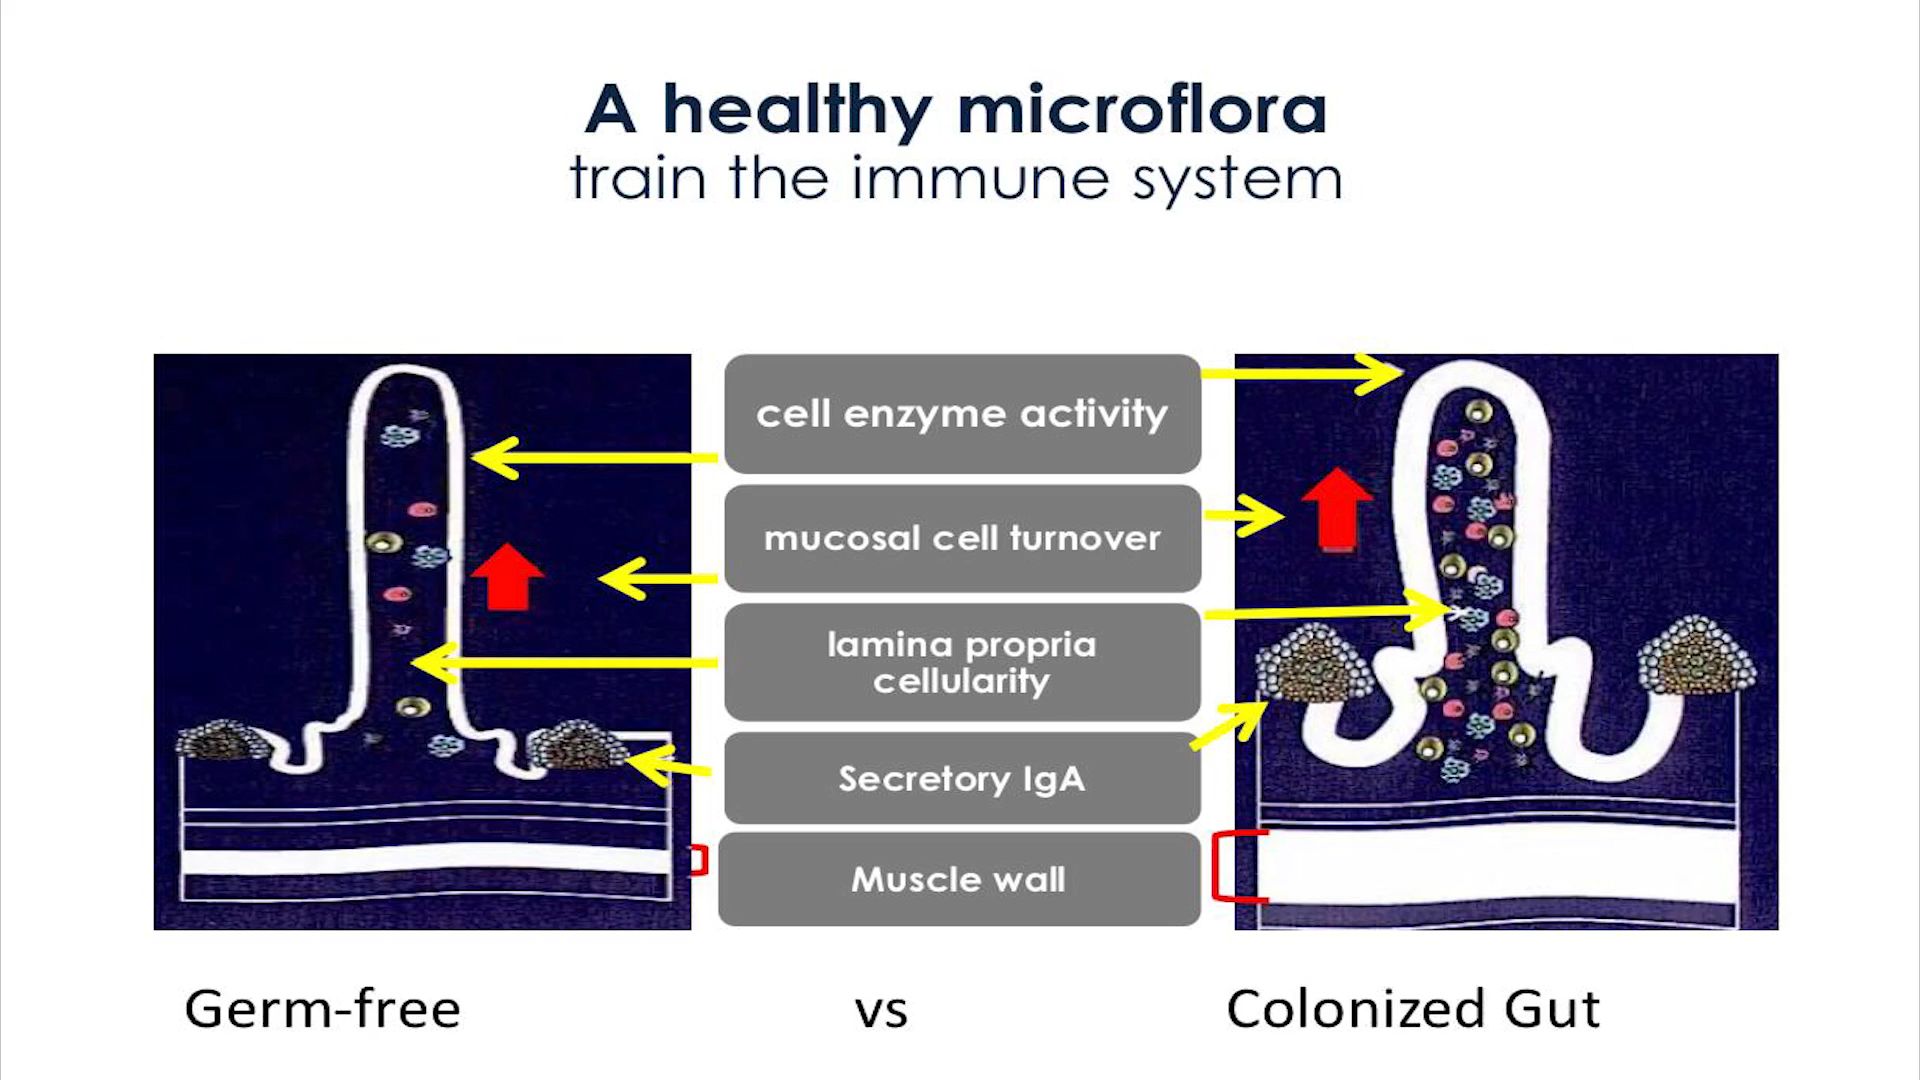 A healthy microflora
train the immune system
cell enzyme activity
mucosal cell turnover
lamina propria
cellularity
Secretory IgA
Muscle wall
Germ-free
vs
Colonized Gut